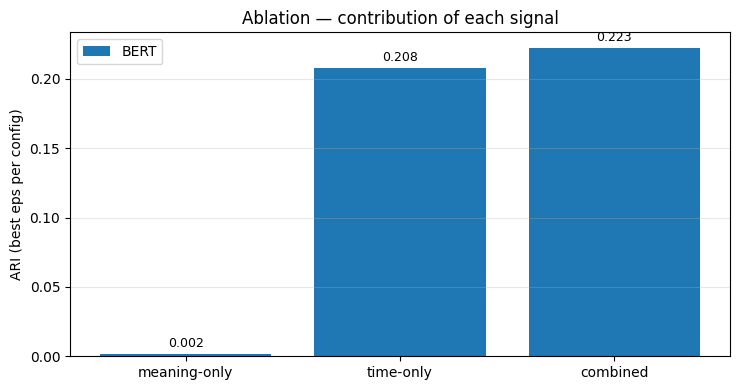 Ablation — contribution of each signal
BERT
0.002
0.208
0.223
ARI (best eps per config)
0.20
0.15
0.10
0.05
0.00
meaning-only
time-only
combined